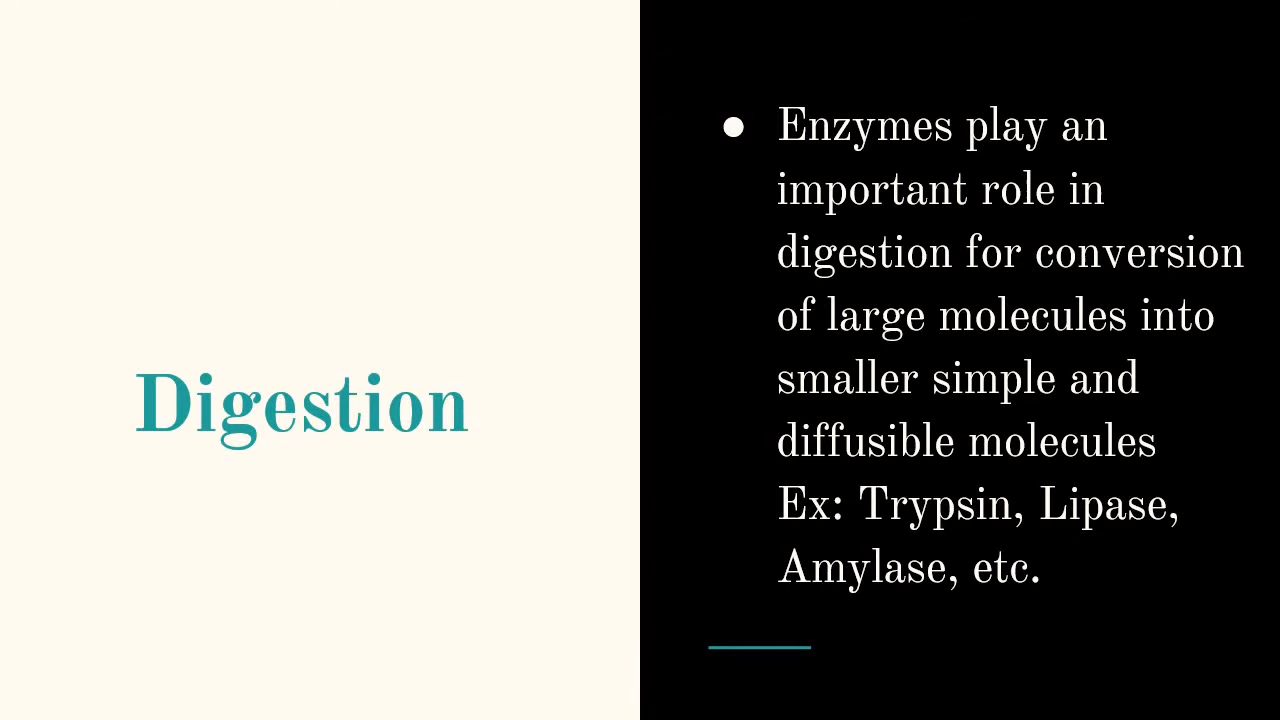 Digestion
● Enzymes play an
important role in
digestion for conversion
of large molecules into
smaller simple and
diffusible molecules
Ex: Trypsin, Lipase,
Amylase, etc.